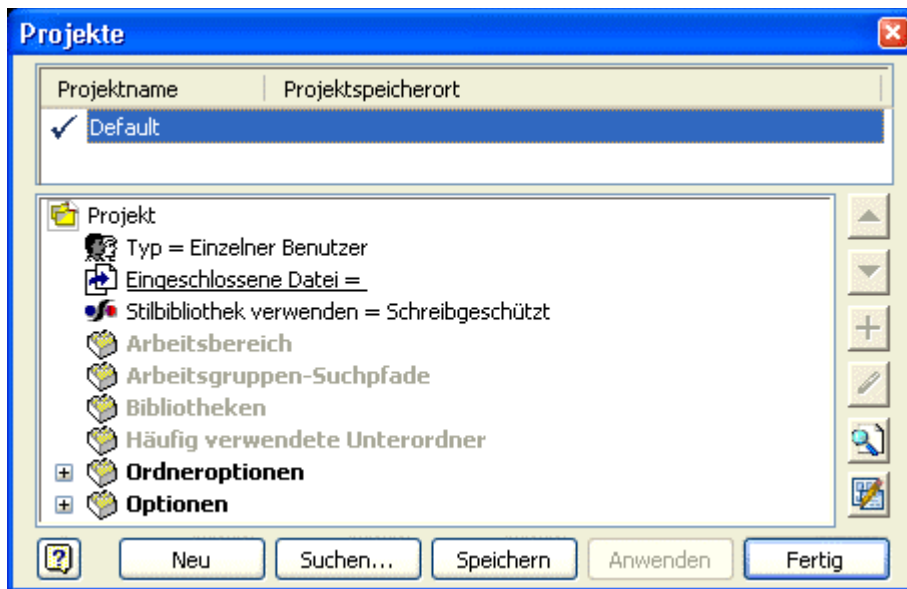 Projekte
Projektname Projektspeicherort
Default
Projekt
Typ = Einzelner Benutzer
Eingeschlossene Datei =
Stilbibliothek verwenden = Schreibgeschützt
Arbeitsbereich
Arbeitsgruppen-Suchpfade
Bibliotheken
Häufig verwendete Unterordner
Ordneroptionen
Optionen
Neu Suchen... Speichern Anwenden Fertig